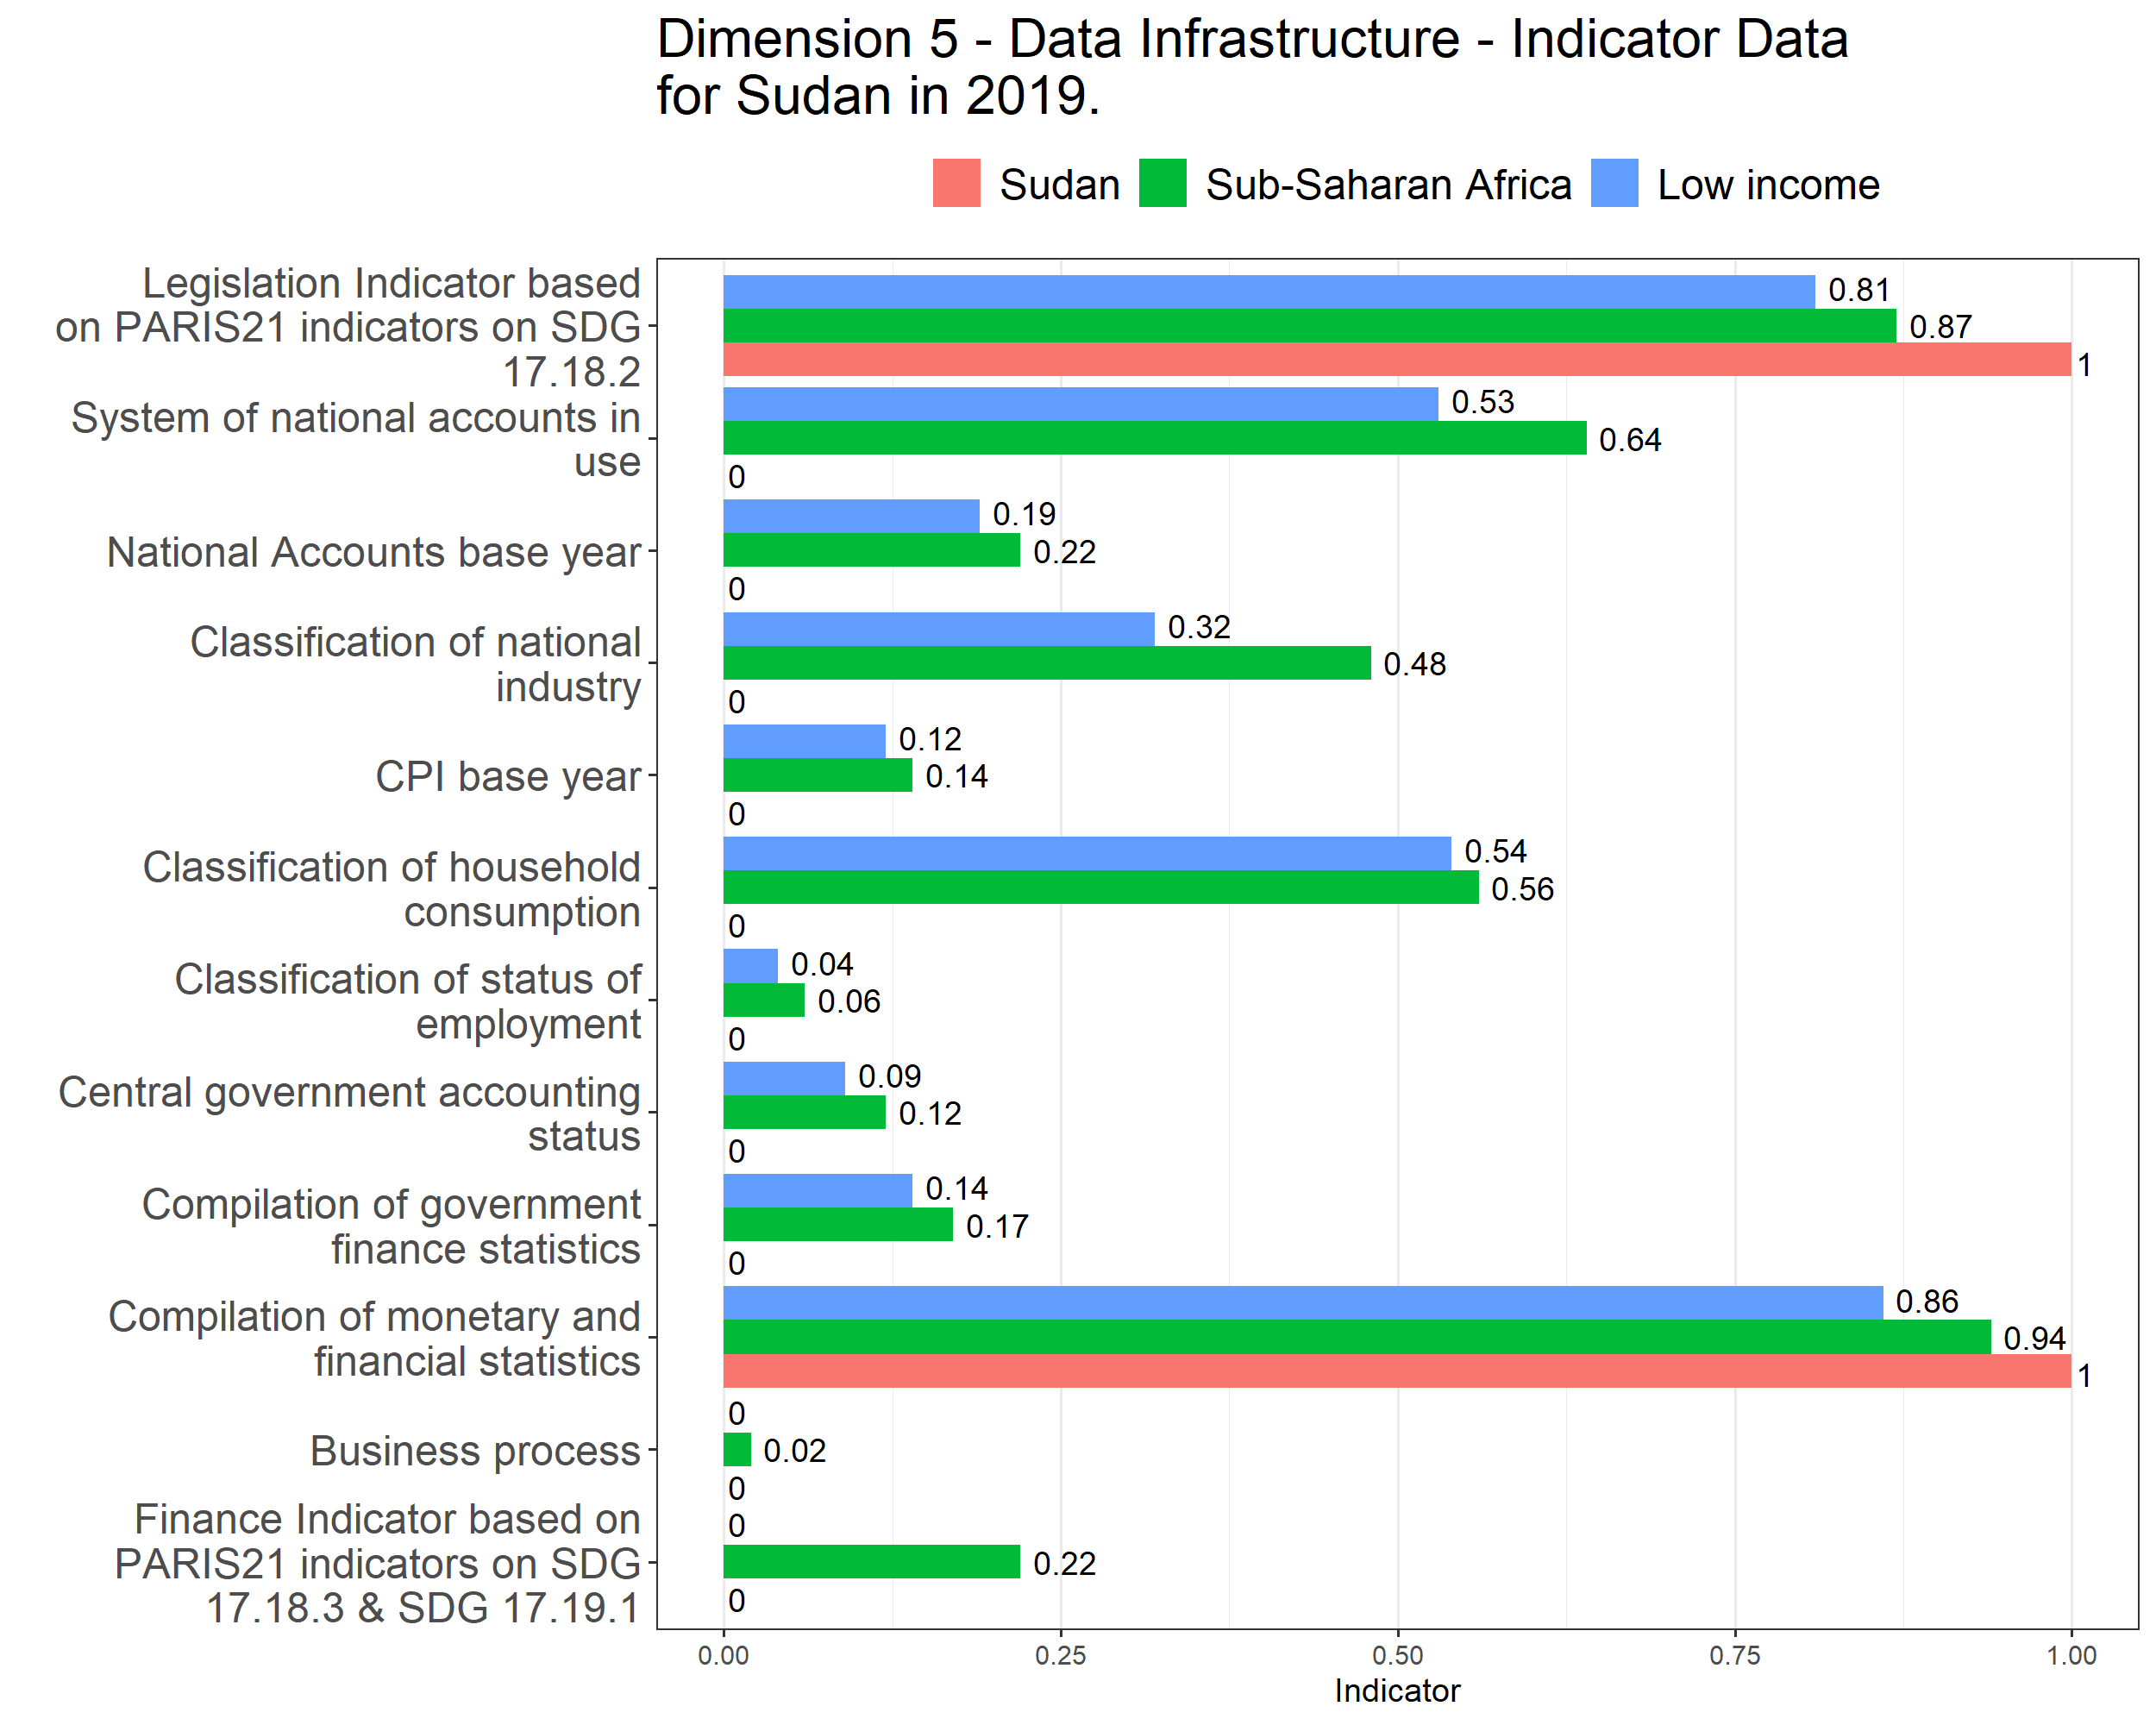 Dimension 5 - Data Infrastructure - Indicator Data
for Sudan in 2019.
Sudan Sub-Saharan Africa Low income
Legislation Indicator based
on PARIS21 indicators on SDG
17.18.2
0.81
0.87
1
System of national accounts in
use
0.53
0.64
0
National Accounts base year
0.19
0.22
0
Classification of national
industry
0.32
0.48
0
CPI base year
0.12
0.14
0
Classification of household
consumption
0.54
0.56
0
Classification of status of
employment
0.04
0.06
0
Central government accounting
status
0.09
0.12
0
Compilation of government
finance statistics
0.14
0.17
0
Compilation of monetary and
financial statistics
0.86
0.94
1
Business process
0
0.02
0
Finance Indicator based on
PARIS21 indicators on SDG
17.18.3 & SDG 17.19.1
0
0.22
0
0.00 0.25 0.50 0.75 1.00
Indicator